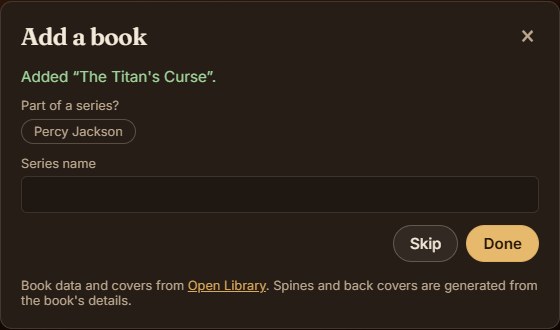 Add a book
×
Added “The Titan's Curse”.
Part of a series?
Percy Jackson
Series name
Skip
Done
Book data and covers from Open Library. Spines and back covers are generated from
the book's details.